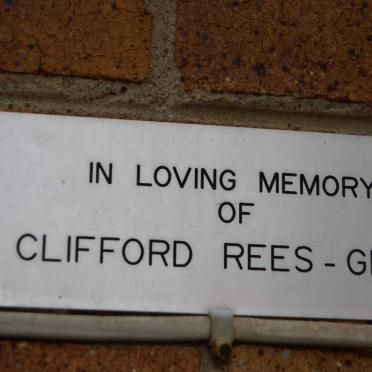 IN LOVING MEMORY
OF
CLIFFORD REES - G